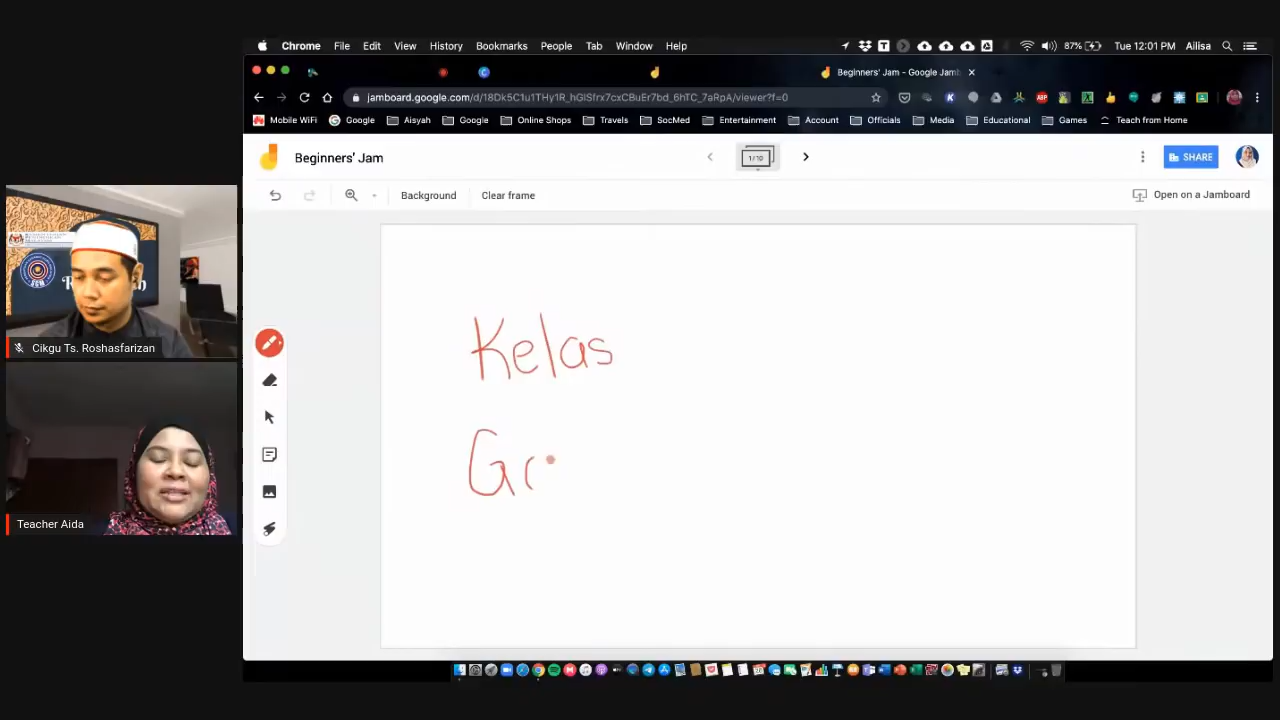 Chrome File Edit View History Bookmarks People Tab Window Help
87% Tue 12:01 PM Ailisa
Beginners' Jam - Google Jamb
jamboard.google.com/d/18Dk5C1u1THy1R_hGlSfrx7cxCBuEr7bd_6hTC_7aRpA/viewer?f=0
Mobile WiFi Google Aisyah Google Online Shops Travels SocMed Entertainment Account Officials Media Educational Games Teach from Home
Beginners' Jam
1/10
SHARE
Background Clear frame
Open on a Jamboard
Kelas
Cikgu Ts. Roshasfarizan
Teacher Aida